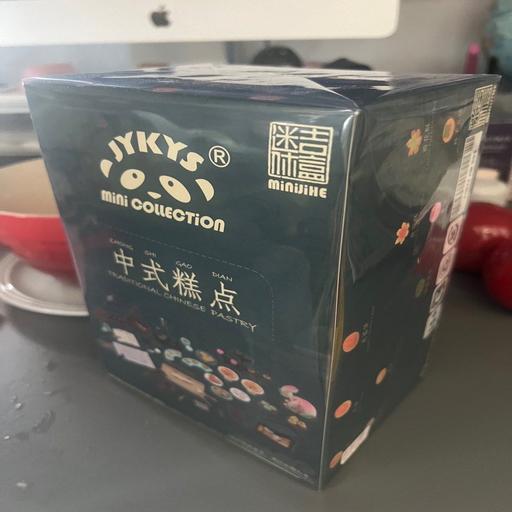 JYKYS®
mini COLLECTiON
迷你吉盒
MiNiJiHE
ZHONG SHI GAO DIAN
中式糕点
TRADITIONAL CHINESE PASTRY